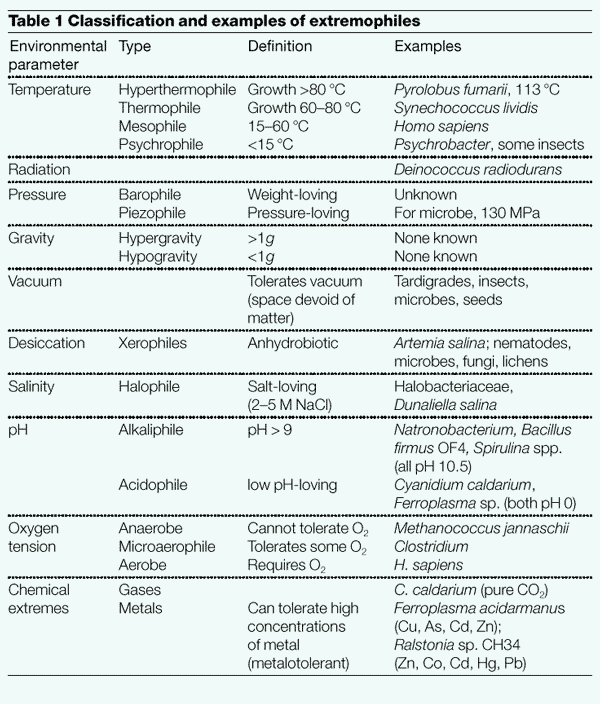 Table 1 Classification and examples of extremophiles
Environmental parameter Type Definition Examples
Temperature Hyperthermophile Growth >80 °C Pyrolobus fumarii, 113 °C
Thermophile Growth 60–80 °C Synechococcus lividis
Mesophile 15–60 °C Homo sapiens
Psychrophile <15 °C Psychrobacter, some insects
Radiation Deinococcus radiodurans
Pressure Barophile Weight-loving Unknown
Piezophile Pressure-loving For microbe, 130 MPa
Gravity Hypergravity >1g None known
Hypogravity <1g None known
Vacuum Tolerates vacuum Tardigrades, insects,
(space devoid of microbes, seeds
matter)
Desiccation Xerophiles Anhydrobiotic Artemia salina; nematodes,
microbes, fungi, lichens
Salinity Halophile Salt-loving Halobacteriaceae,
(2–5 M NaCl) Dunaliella salina
pH Alkaliphile pH > 9 Natronobacterium, Bacillus
firmus OF4, Spirulina spp.
(all pH 10.5)
Acidophile low pH-loving Cyanidium caldarium,
Ferroplasma sp. (both pH 0)
Oxygen Anaerobe Cannot tolerate O₂ Methanococcus jannaschii
tension Microaerophile Tolerates some O₂ Clostridium
Aerobe Requires O₂ H. sapiens
Chemical Gases C. caldarium (pure CO₂)
extremes Metals Can tolerate high Ferroplasma acidarmanus
concentrations (Cu, As, Cd, Zn);
of metal Ralstonia sp. CH34
(metalotolerant) (Zn, Co, Cd, Hg, Pb)